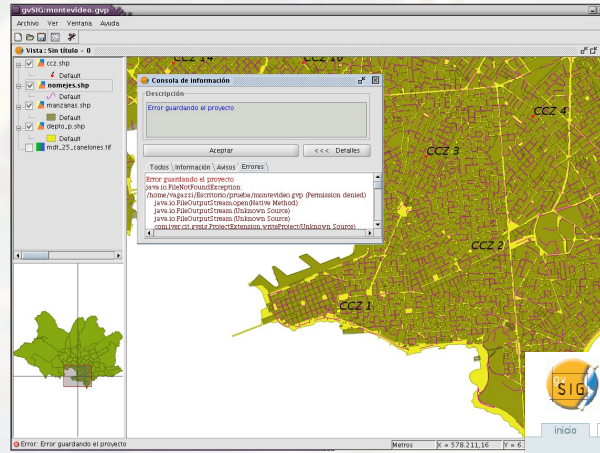 gvSIG:montevideo.gvp
Archivo Ver Ventana Ayuda
Vista : Sin título - 0
ccz.shp
Default
nomejes.shp
Default
manzanas.shp
Default
depto_p.shp
Default
mdt_25_canelones.tif
CCZ 4
CCZ 3
CCZ 2
CCZ 1
Consola de información
Descripción
Error guardando el proyecto
Aceptar
<<< Detalles
Todos Información Avisos Errores
Error guardando el proyecto
java.io.FileNotFoundException:
/home/vagazzi/Escritorio/prueba/montevideo.gvp (Permission denied)
java.io.FileOutputStream.open(Native Method)
java.io.FileOutputStream.(Unknown Source)
java.io.FileOutputStream.(Unknown Source)
com.iver.cit.gvsig.ProjectExtension.writeProject(Unknown Source)
gv
SIG
inicio
Error: Error guardando el proyecto
Metros
X = 578.211,16
Y = 6.